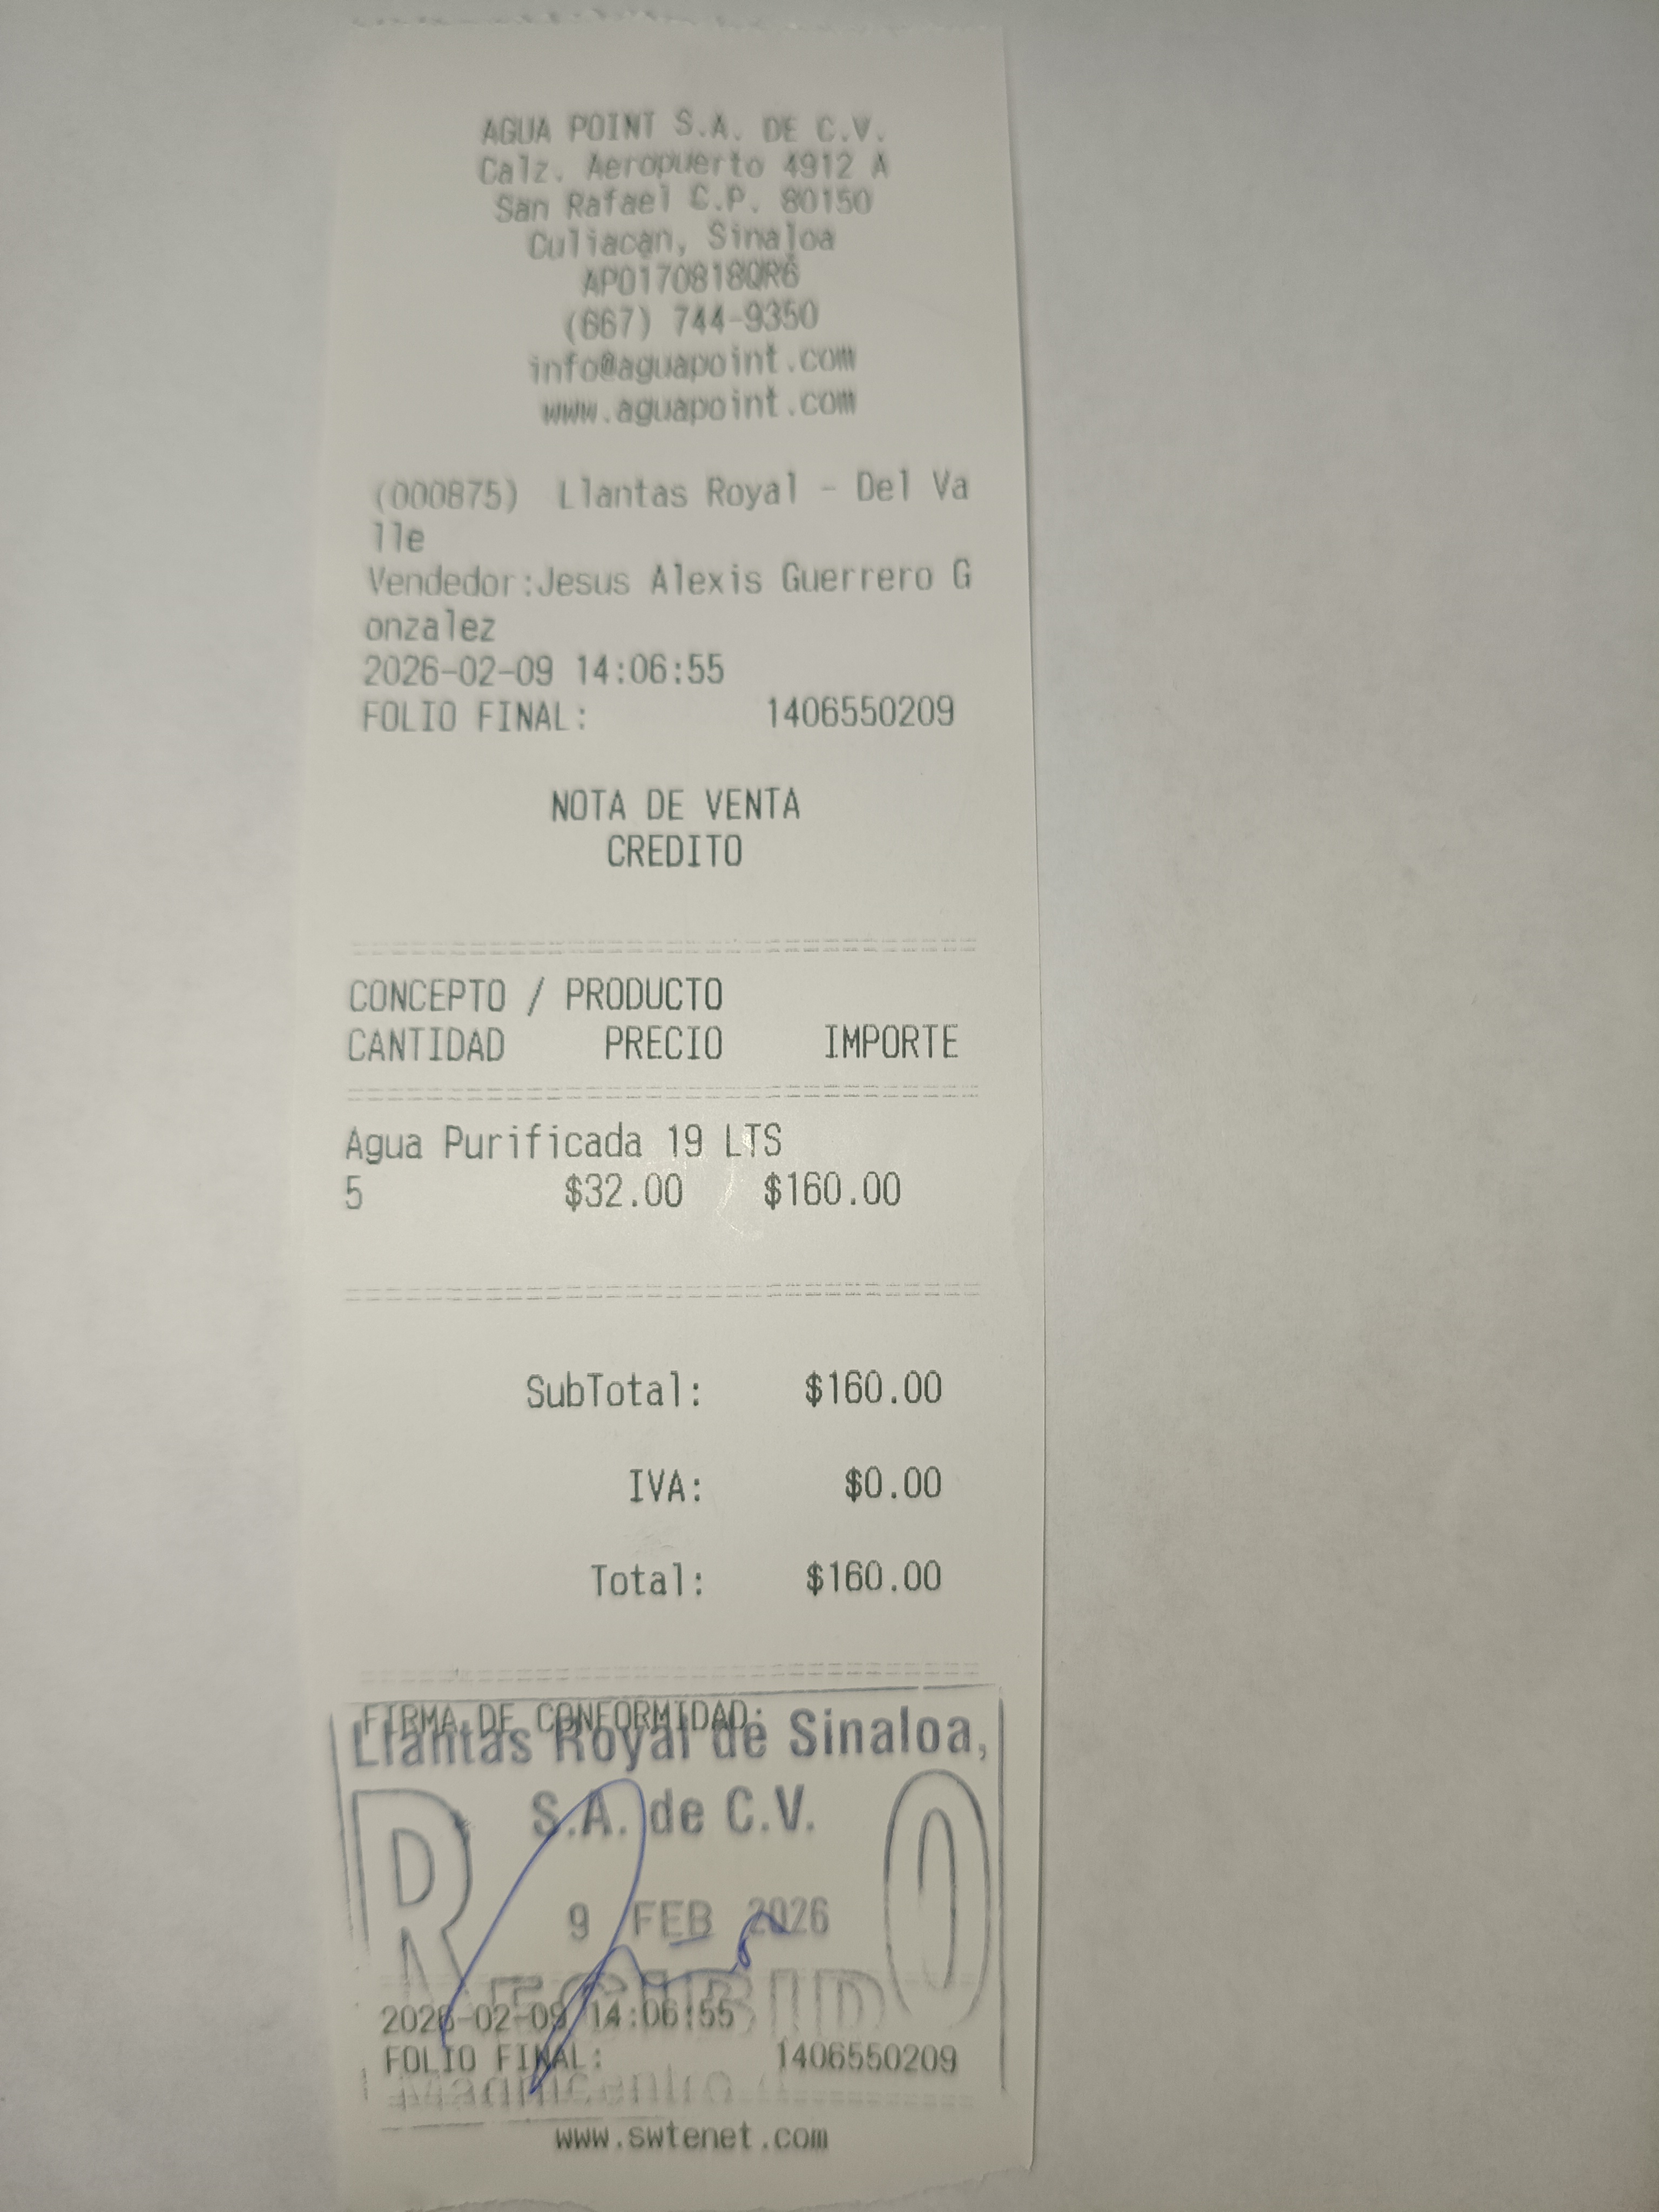 AGUA POINT S.A. DE C.V.
Calz. Aeropuerto 4912 A
San Rafael C.P. 80150
Culiacan, Sinaloa
APO170818QR6
(667) 744-9350
info@aguapoint.com
www.aguapoint.com
(000875) Llantas Royal - Del Va
lle
Vendedor:Jesus Alexis Guerrero G
onzalez
2026-02-09 14:06:55
FOLIO FINAL: 1406550209
NOTA DE VENTA
CREDITO
CONCEPTO / PRODUCTO
CANTIDAD PRECIO IMPORTE
Agua Purificada 19 LTS
5 $32.00 $160.00
SubTotal: $160.00
IVA: $0.00
Total: $160.00
FIRMA DE CONFORMIDAD:
Llantas Royal de Sinaloa,
S.A. de C.V.
9 FEB 2026
RECIBIDO
2026-02-09 14:06:55
FOLIO FINAL: 1406550209
www.swtenet.com